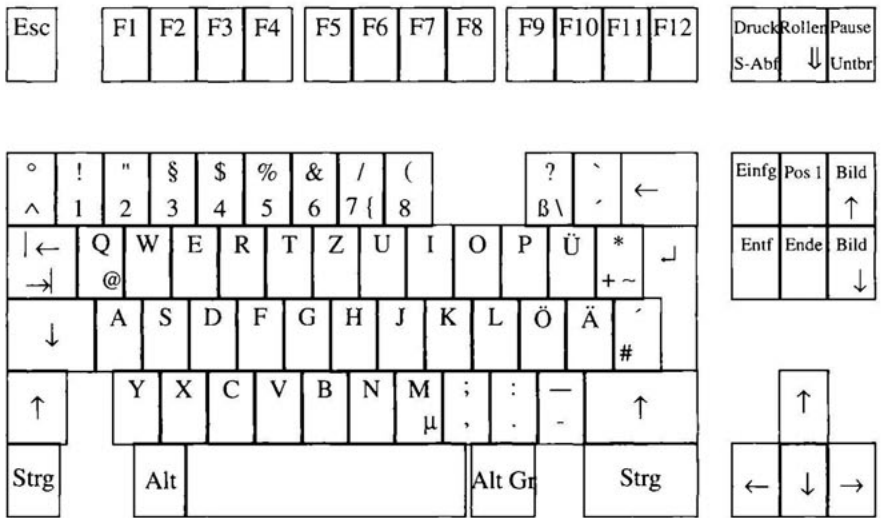 Esc F1 F2 F3 F4 F5 F6 F7 F8 F9 F10 F11 F12 Druck Rollen Pause
S-Abf ⇓ Untbr
° ! " § $ % & / ( ? ` ← Einfg Pos 1 Bild
^ 1 2 3 4 5 6 7 { 8 ß \ ´ ↑
|← Q W E R T Z U I O P Ü * ↵ Entf Ende Bild
→| @ + ~ ↓
↓ A S D F G H J K L Ö Ä ´
#
↑ Y X C V B N M ; : — ↑ ↑
µ , . -
Strg Alt Alt Gr Strg ← ↓ →